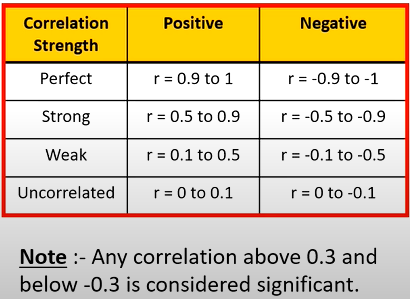 Correlation Strength Positive Negative
Perfect r = 0.9 to 1 r = -0.9 to -1
Strong r = 0.5 to 0.9 r = -0.5 to -0.9
Weak r = 0.1 to 0.5 r = -0.1 to -0.5
Uncorrelated r = 0 to 0.1 r = 0 to -0.1
Note :- Any correlation above 0.3 and
below -0.3 is considered significant.